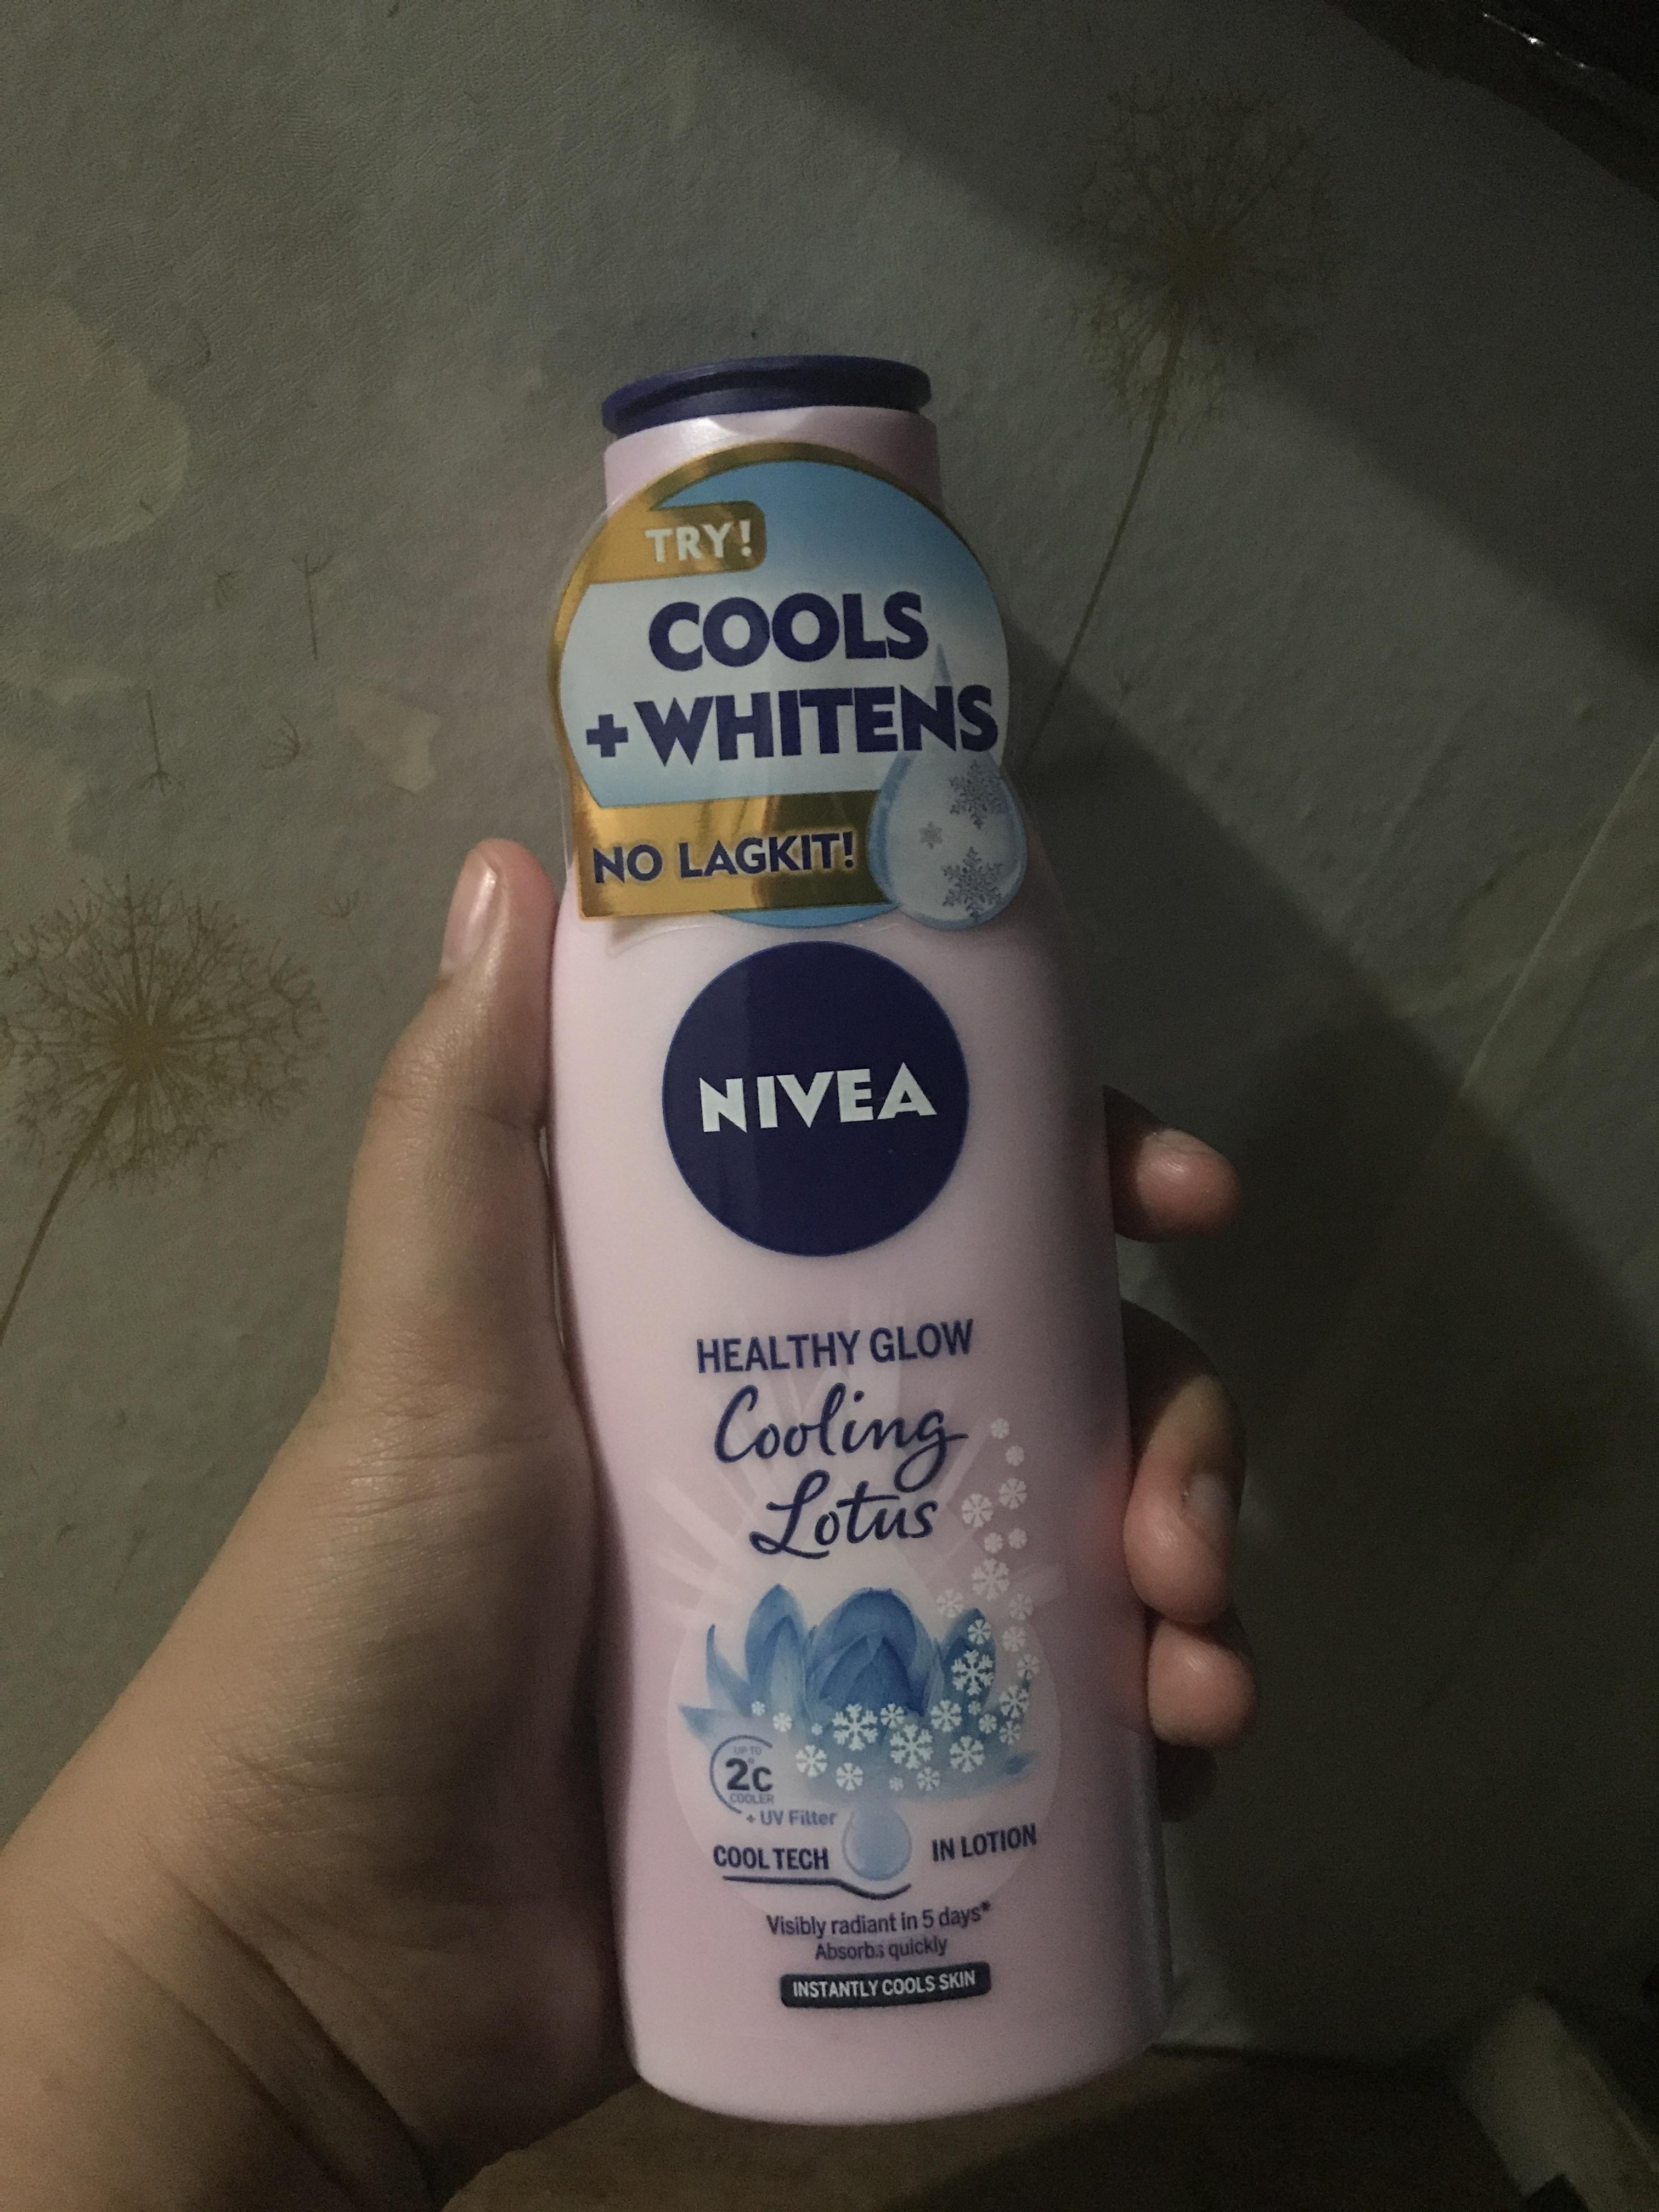 TRY!
COOLS
+WHITENS
NO LAGKIT!
NIVEA
HEALTHY GLOW
Cooling
Lotus
UP TO
2°C
COOLER
+ UV Filter
COOL TECH IN LOTION
Visibly radiant in 5 days*
Absorbs quickly
INSTANTLY COOLS SKIN